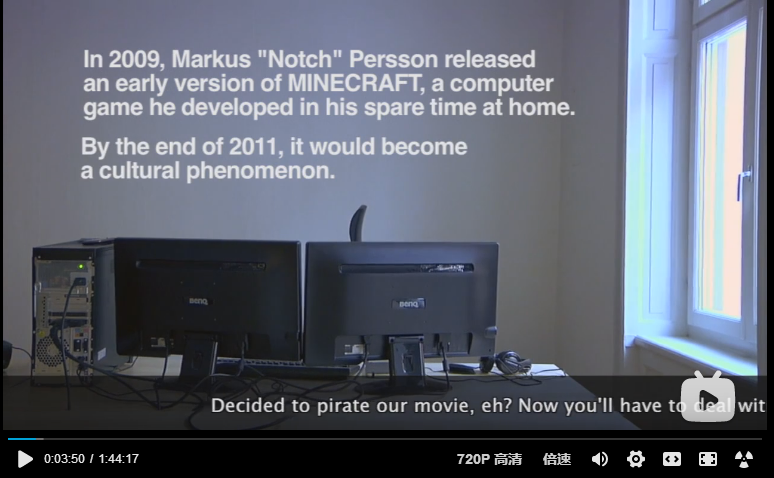 In 2009, Markus "Notch" Persson released
an early version of MINECRAFT, a computer
game he developed in his spare time at home.
By the end of 2011, it would become
a cultural phenomenon.
BenQ
BenQ
Decided to pirate our movie, eh? Now you'll have to deal wit
0:03:50 / 1:44:17
720P 高清
倍速